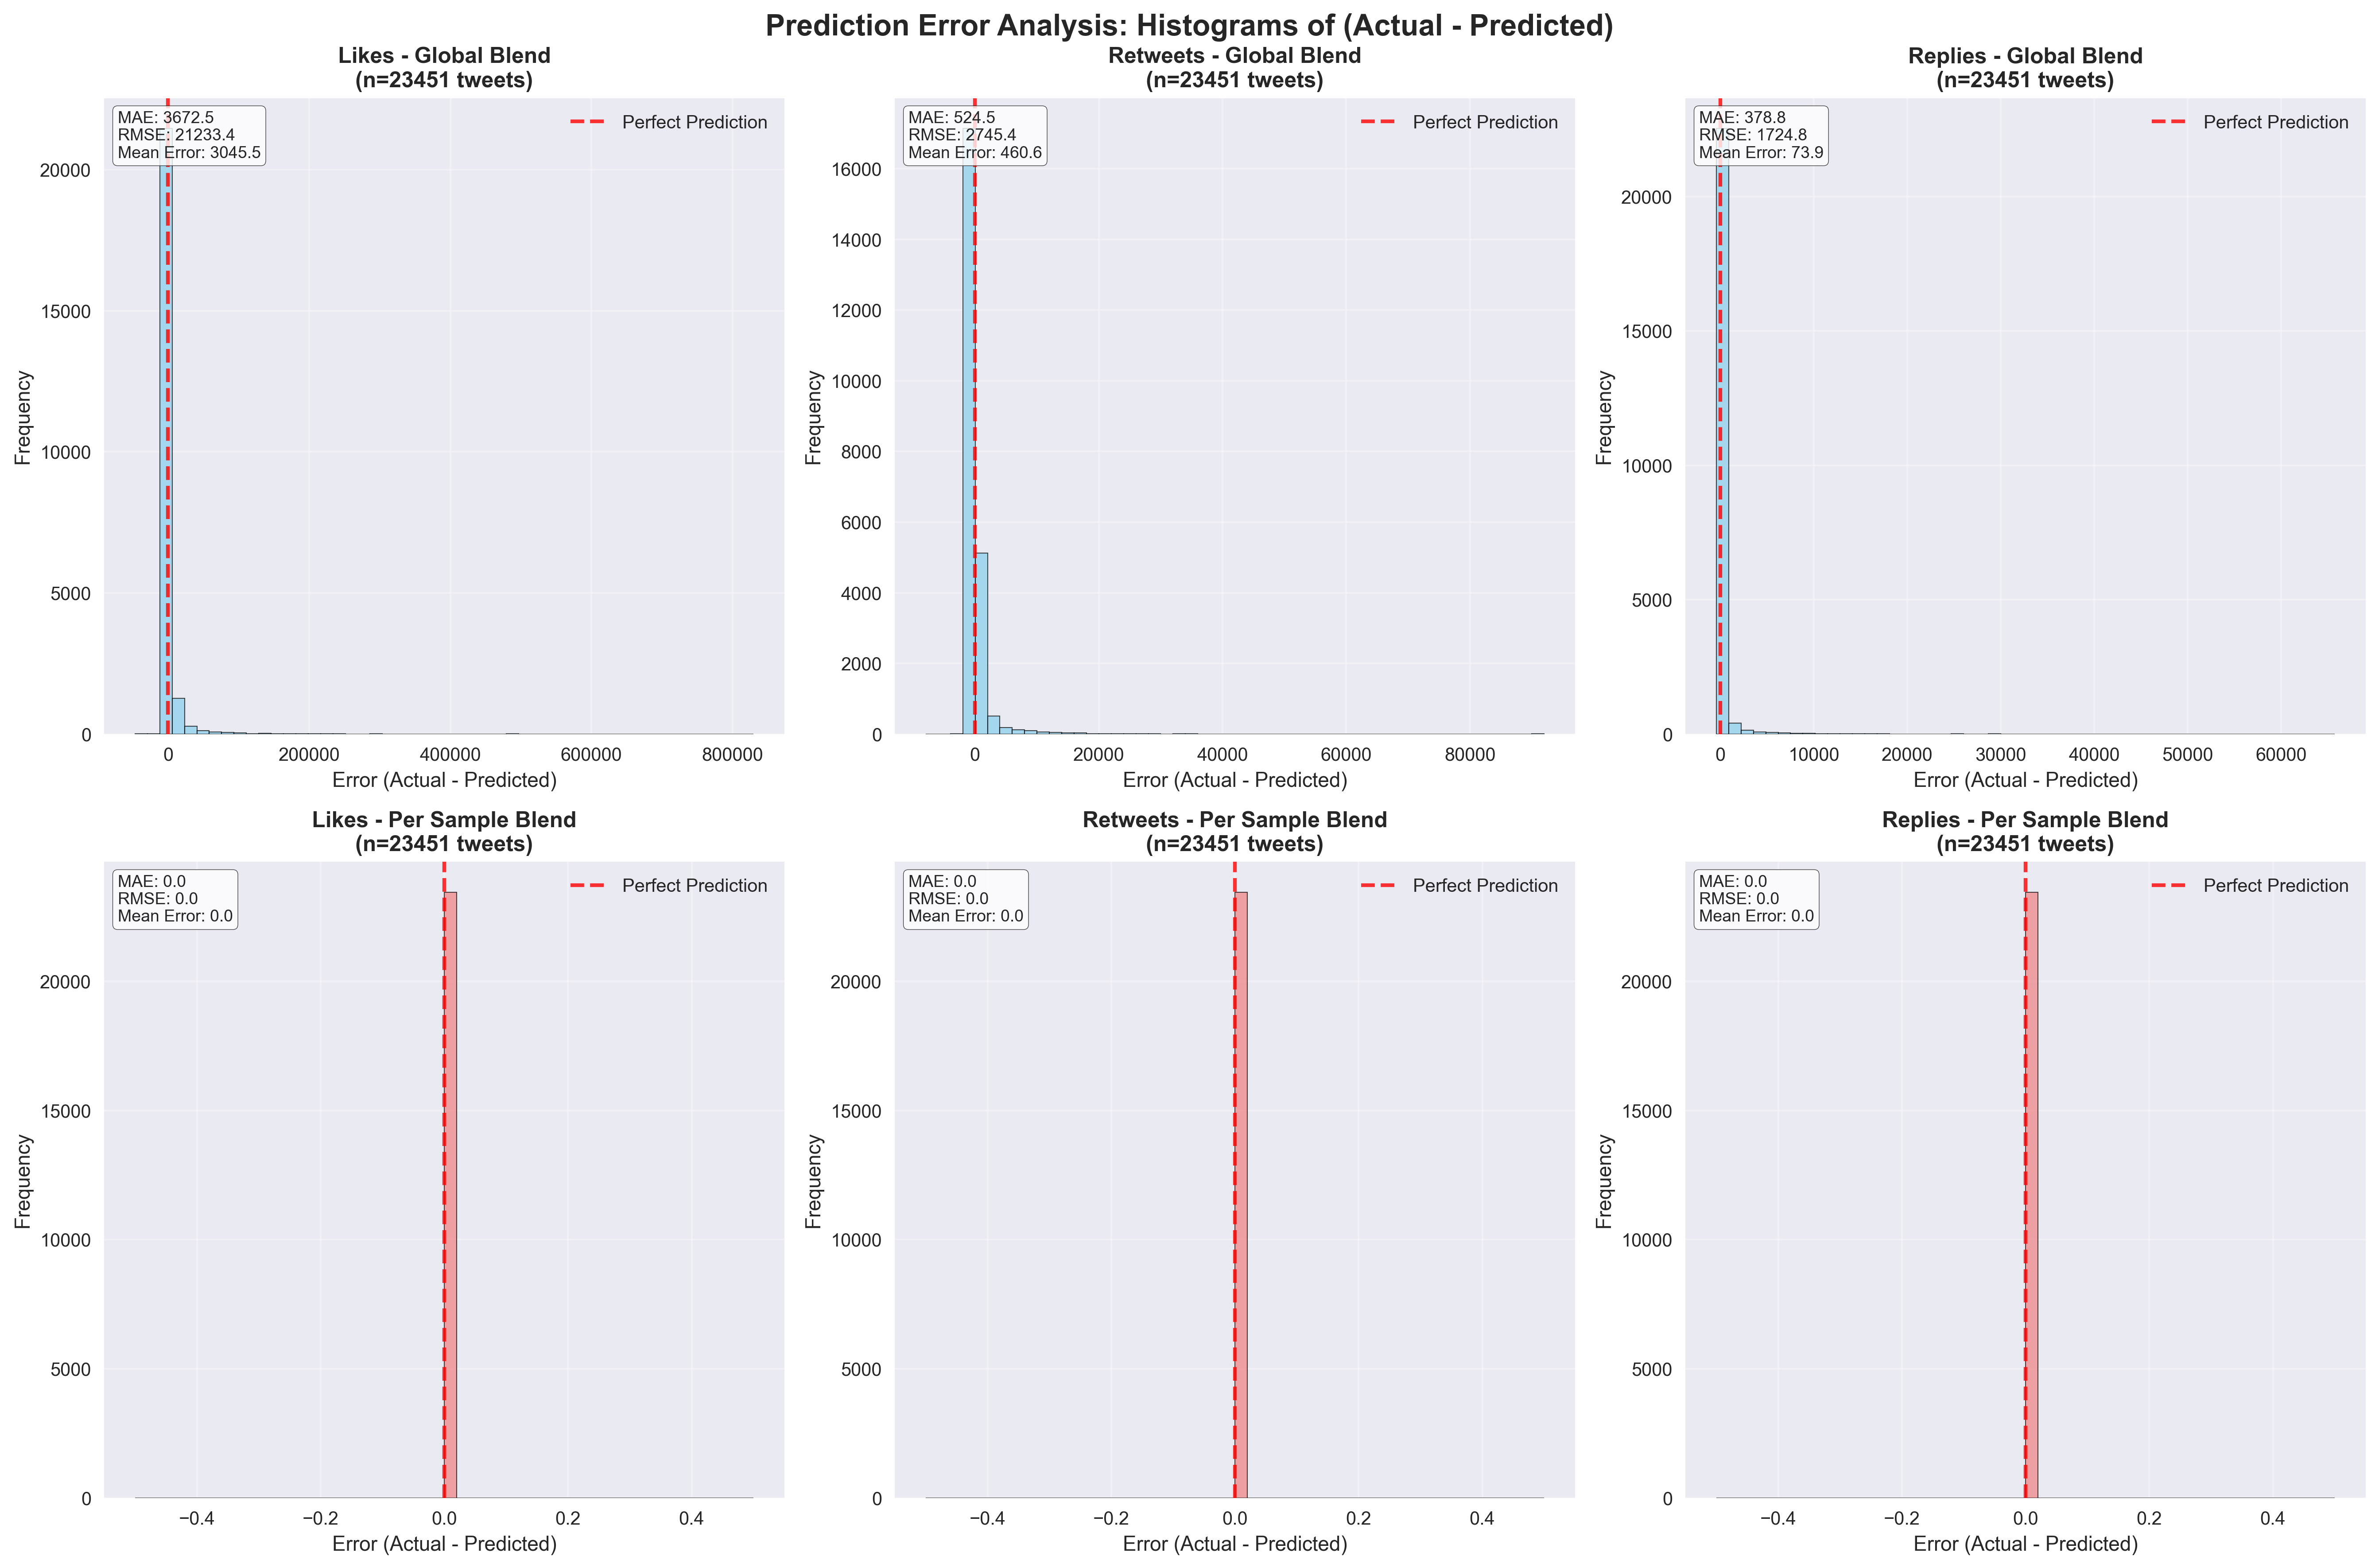 Prediction Error Analysis: Histograms of (Actual - Predicted)
Likes - Global Blend
(n=23451 tweets)
MAE: 3672.5
RMSE: 21233.4
Mean Error: 3045.5
Perfect Prediction
Frequency
20000
15000
10000
5000
0
0 200000 400000 600000 800000
Error (Actual - Predicted)
Retweets - Global Blend
(n=23451 tweets)
MAE: 524.5
RMSE: 2745.4
Mean Error: 460.6
Perfect Prediction
Frequency
16000
14000
12000
10000
8000
6000
4000
2000
0
0 20000 40000 60000 80000
Error (Actual - Predicted)
Replies - Global Blend
(n=23451 tweets)
MAE: 378.8
RMSE: 1724.8
Mean Error: 73.9
Perfect Prediction
Frequency
20000
15000
10000
5000
0
0 10000 20000 30000 40000 50000 60000
Error (Actual - Predicted)
Likes - Per Sample Blend
(n=23451 tweets)
MAE: 0.0
RMSE: 0.0
Mean Error: 0.0
Perfect Prediction
Frequency
20000
15000
10000
5000
0
−0.4 −0.2 0.0 0.2 0.4
Error (Actual - Predicted)
Retweets - Per Sample Blend
(n=23451 tweets)
MAE: 0.0
RMSE: 0.0
Mean Error: 0.0
Perfect Prediction
Frequency
20000
15000
10000
5000
0
−0.4 −0.2 0.0 0.2 0.4
Error (Actual - Predicted)
Replies - Per Sample Blend
(n=23451 tweets)
MAE: 0.0
RMSE: 0.0
Mean Error: 0.0
Perfect Prediction
Frequency
20000
15000
10000
5000
0
−0.4 −0.2 0.0 0.2 0.4
Error (Actual - Predicted)